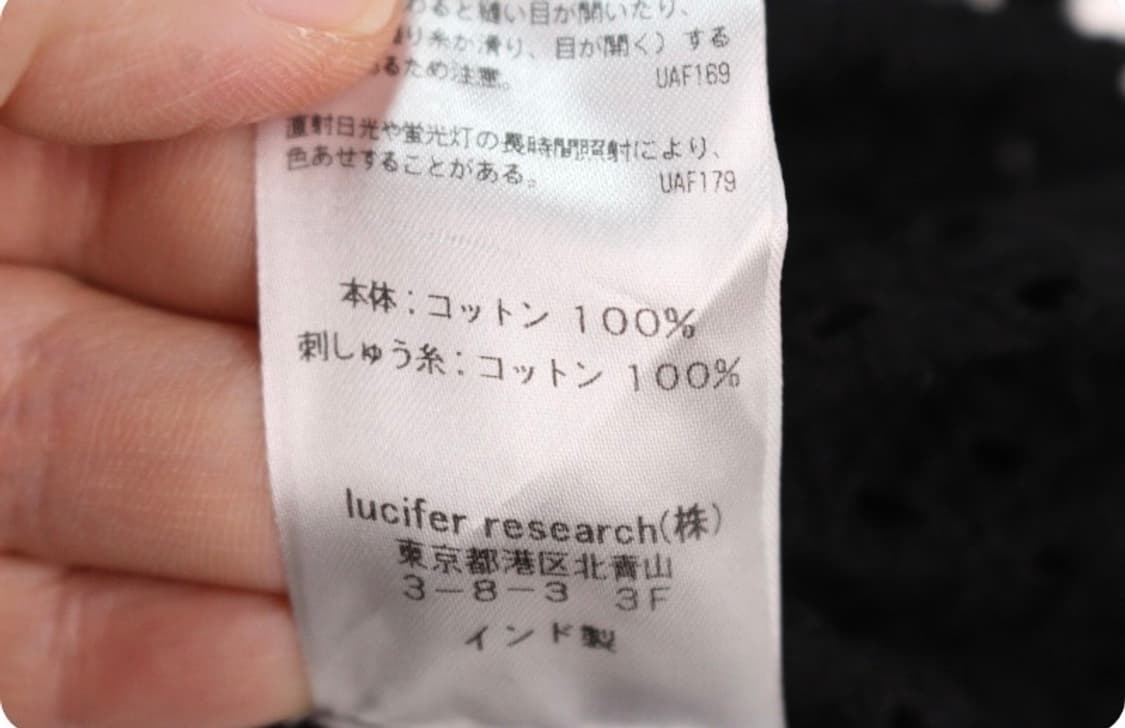 ると縫い目が開いたり、
り糸が滑り、目が開く）する
るため注意。 UAF169
直射日光や蛍光灯の長時間照射により、
色あせすることがある。 UAF179
本体：コットン 100%
刺しゅう糸：コットン 100%
lucifer research(株)
東京都港区北青山
3－8－3 3F
インド製